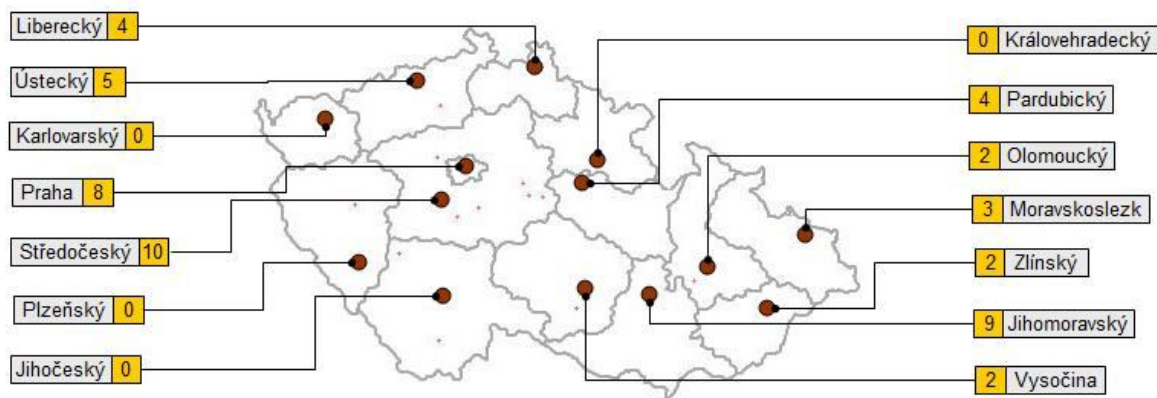 Liberecký 4
Ústecký 5
Karlovarský 0
Praha 8
Středočeský 10
Plzeňský 0
Jihočeský 0
0 Královehradecký
4 Pardubický
2 Olomoucký
3 Moravskoslezk
2 Zlínský
9 Jihomoravský
2 Vysočina